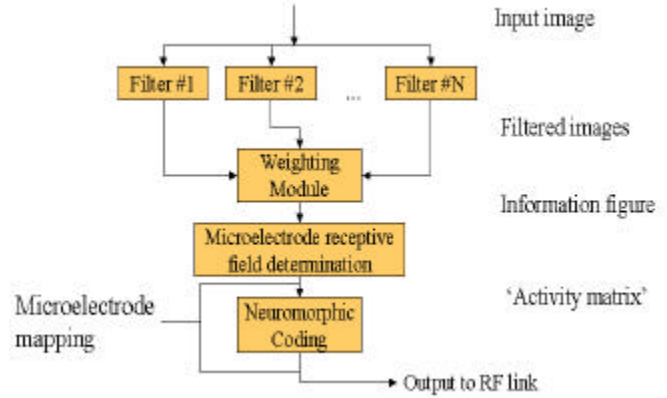 Input image
Filter #1
Filter #2
...
Filter #N
Filtered images
Weighting
Module
Information figure
Microelectrode receptive
field determination
'Activity matrix'
Microelectrode
mapping
Neuromorphic
Coding
Output to RF link